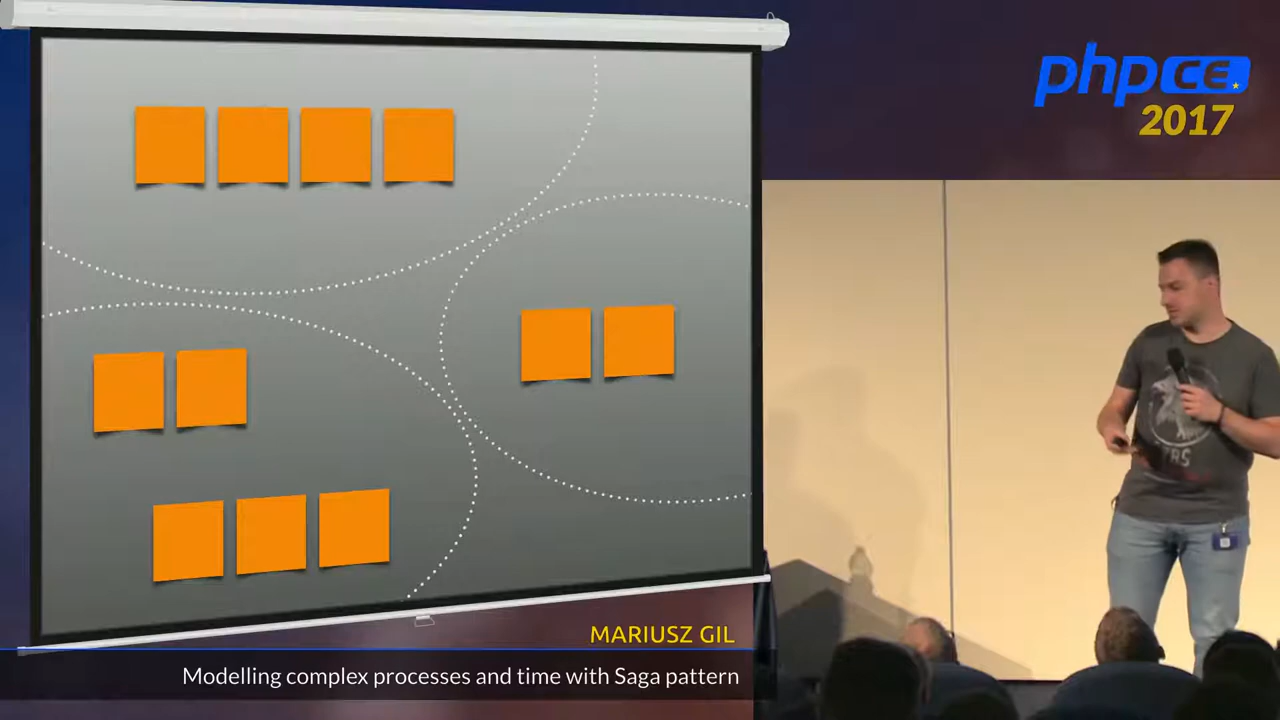 phpCE
2017
MARIUSZ GIL
Modelling complex processes and time with Saga pattern